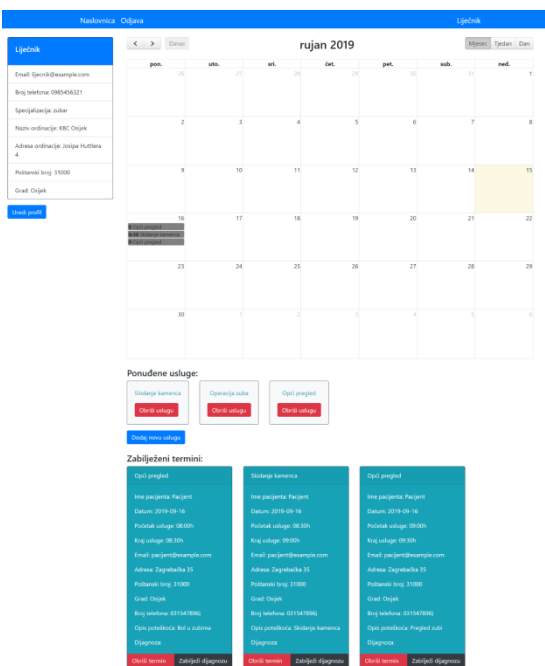 Naslovnica Odjava Liječnik
Liječnik
Email: lijecnik@example.com
Broj telefona: 0985456321
Specijalizacija: zubar
Naziv ordinacije: KBC Osijek
Adresa ordinacije: Josipa Huttlera
4
Poštanski broj: 31000
Grad: Osijek
Uredi profil
< > Danas rujan 2019 Mjesec Tjedan Dan
pon. uto. sri. čet. pet. sub. ned.
26 27 28 29 30 31 1
2 3 4 5 6 7 8
9 10 11 12 13 14 15
16 17 18 19 20 21 22
8 Opći pregled
8:30 Skidanje kamenca
9 Opći pregled
23 24 25 26 27 28 29
30 1 2 3 4 5 6
Ponuđene usluge:
Skidanje kamenca Operacija zuba Opći pregled
Obriši uslugu Obriši uslugu Obriši uslugu
Dodaj novu uslugu
Zabilježeni termini:
Opći pregled
Ime pacijenta: Pacijent
Datum: 2019-09-16
Početak usluge: 08:00h
Kraj usluge: 08:30h
Email: pacijent@example.com
Adresa: Zagrebačka 35
Poštanski broj: 31000
Grad: Osijek
Broj telefona: 031547896)
Opis poteškoća: Bol u zubima
Dijagnoza:
Obriši termin Zabilježi dijagnozu
Skidanje kamenca
Ime pacijenta: Pacijent
Datum: 2019-09-16
Početak usluge: 08:30h
Kraj usluge: 09:00h
Email: pacijent@example.com
Adresa: Zagrebačka 35
Poštanski broj: 31000
Grad: Osijek
Broj telefona: 031547896)
Opis poteškoća: Skidanje kamenca
Dijagnoza:
Obriši termin Zabilježi dijagnozu
Opći pregled
Ime pacijenta: Pacijent
Datum: 2019-09-16
Početak usluge: 09:00h
Kraj usluge: 09:30h
Email: pacijent@example.com
Adresa: Zagrebačka 35
Poštanski broj: 31000
Grad: Osijek
Broj telefona: 031547896)
Opis poteškoća: Pregled zubi
Dijagnoza:
Obriši termin Zabilježi dijagnozu